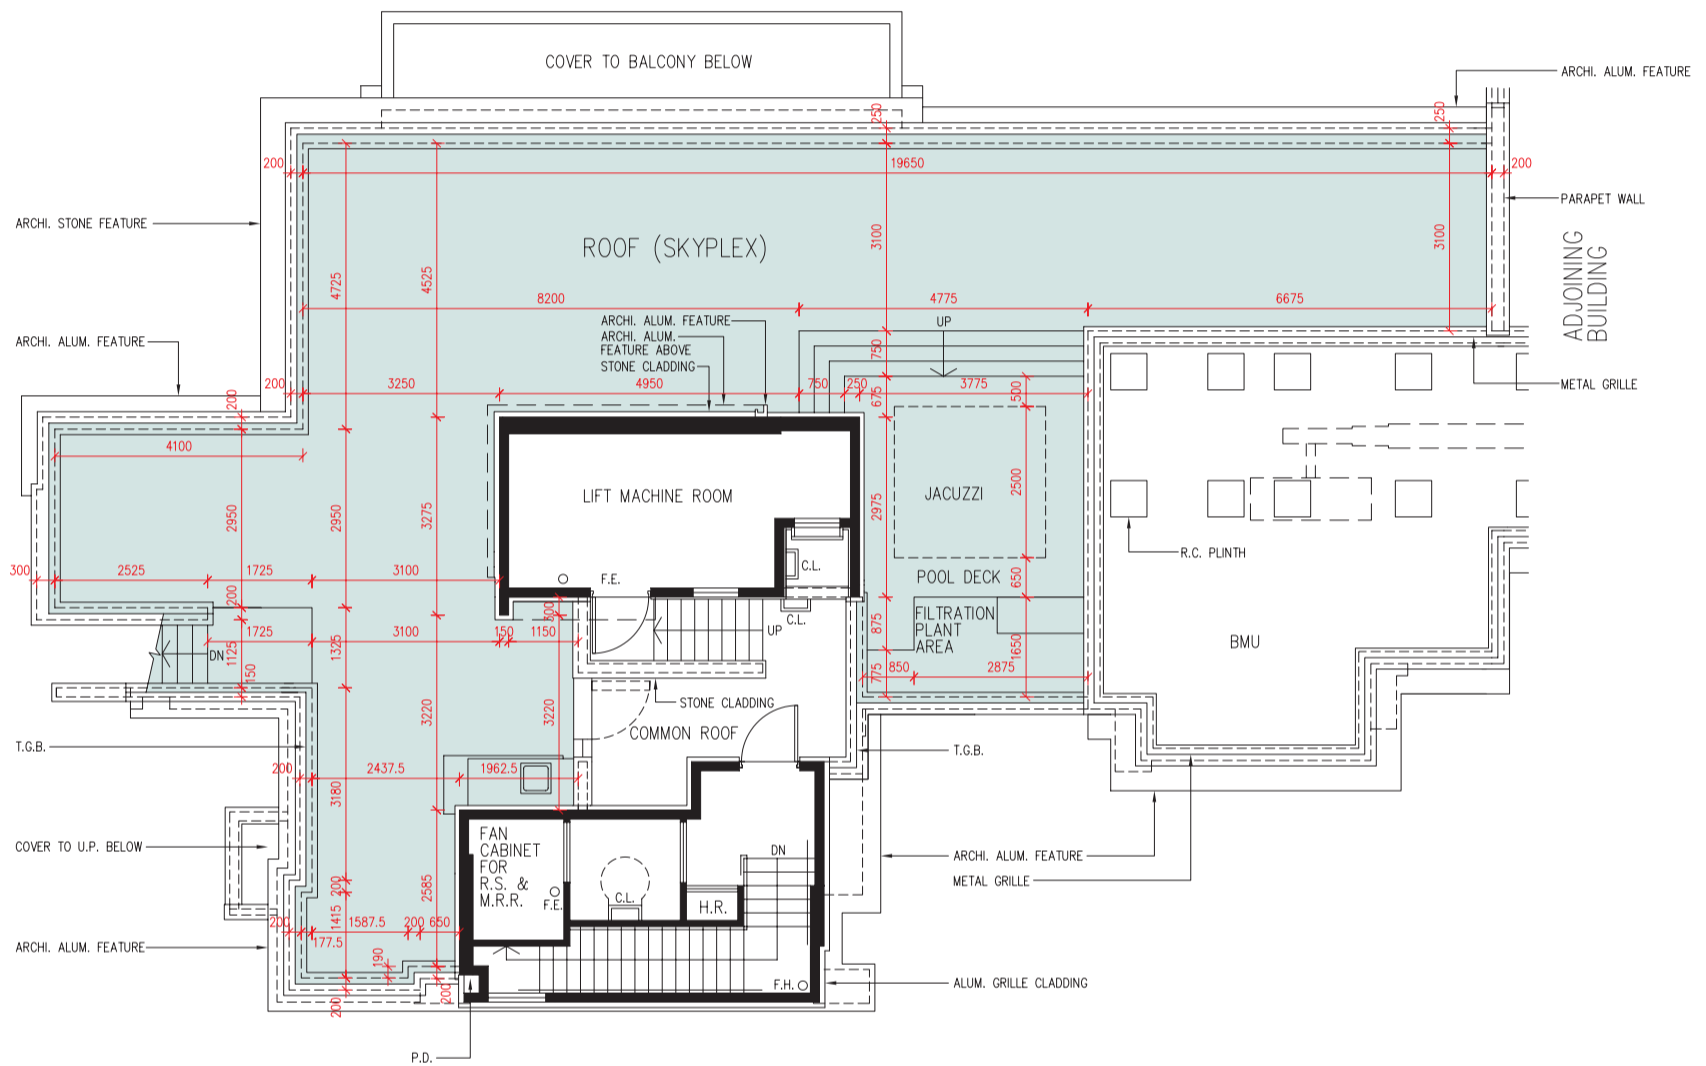 COVER TO BALCONY BELOW
ARCHI. ALUM. FEATURE
250
250
200
19650
200
PARAPET WALL
ARCHI. STONE FEATURE
ROOF (SKYPLEX)
3100
3100
ADJOINING
BUILDING
4725
4525
8200
4775
6675
ARCHI. ALUM. FEATURE
ARCHI. ALUM.
FEATURE ABOVE
STONE CLADDING
UP
ARCHI. ALUM. FEATURE
750
200
3250
4950
750
250
3775
METAL GRILLE
200
675
500
4100
LIFT MACHINE ROOM
JACUZZI
2950
2950
3275
2975
2500
R.C. PLINTH
300
2525
1725
3100
F.E.
C.L.
POOL DECK
650
200
300
C.L.
FILTRATION
PLANT
AREA
875
1725
3100
150
1150
UP
BMU
DN
1125
1325
1650
150
775
850
2875
STONE CLADDING
3220
3220
COMMON ROOF
T.G.B.
T.G.B.
200
2437.5
1962.5
3180
FAN
CABINET
FOR
R.S. &
M.R.R.
COVER TO U.P. BELOW
DN
ARCHI. ALUM. FEATURE
METAL GRILLE
200
2585
F.E.
C.L.
H.R.
1415
200
1587.5
200
650
177.5
ARCHI. ALUM. FEATURE
190
F.H.
ALUM. GRILLE CLADDING
200
200
P.D.